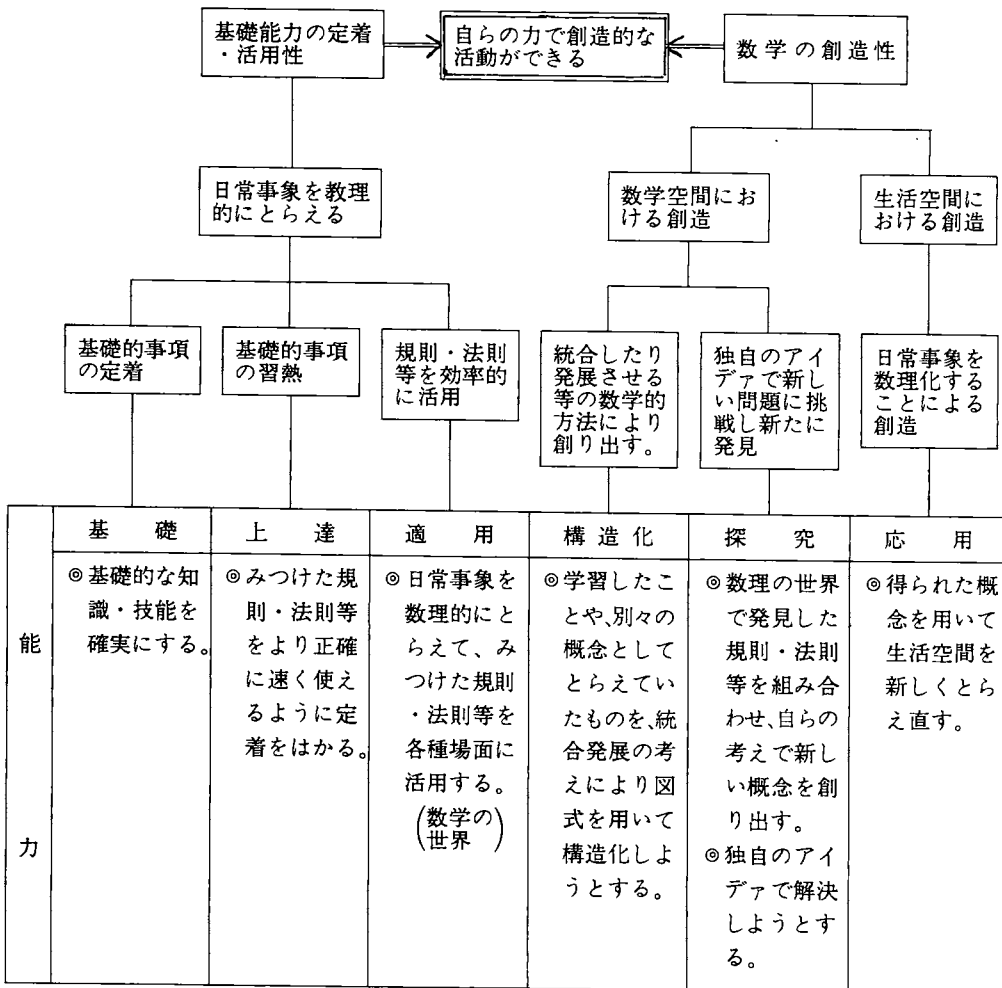 基礎能力の定着
・活用性
自らの力で創造的な
活動ができる
数学の創造性
日常事象を教理
的にとらえる
数学空間にお
ける創造
生活空間に
おける創造
基礎的事項
の定着
基礎的事項
の習熱
規則・法則
等を効率的
に活用
統合したり
発展させる
等の数学的
方法により
創り出す。
独自のアイ
デァで新し
い問題に挑
戦し新たに
発見
日常事象を
数理化する
ことによる
創造
能力
基礎
◎基礎的な知
識・技能を
確実にする。
上達
◎みつけた規
則・法則等
をより正確
に速く使え
るように定
着をはかる。
適用
◎日常事象を
数理的にと
らえて、み
つけた規則
・法則等を
各種場面に
活用する。
(数学の
世界)
構造化
◎学習したこ
とや、別々の
概念として
とらえてい
たものを、統
合発展の考
えにより図
式を用いて
構造化しよ
うとする。
探究
◎数理の世界
で発見した
規則・法則
等を組み合
わせ、自らの
考えで新し
い概念を創
り出す。
◎独自のアイ
デァで解決
しようとす
る。
応用
◎得られた概
念を用いて
生活空間を
新しくとら
え直す。